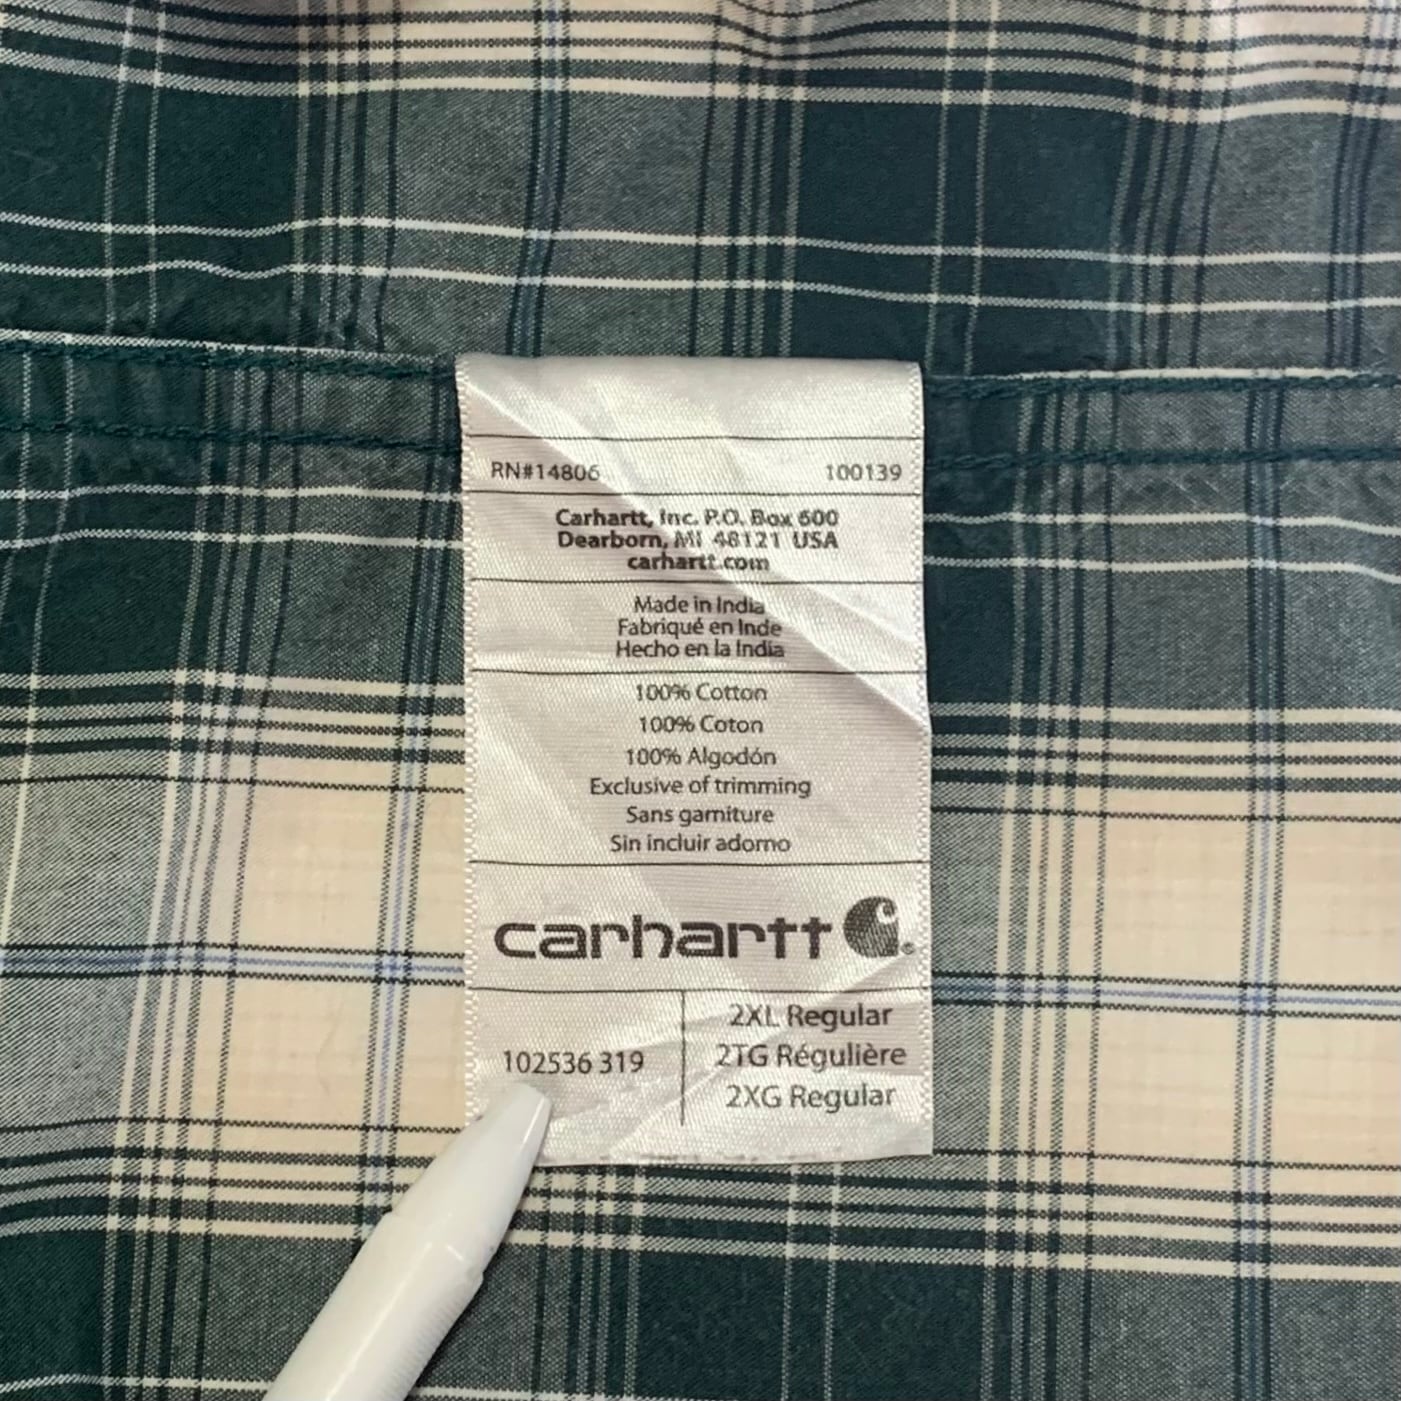 RN#14806 100139
Carhartt, Inc. P.O. Box 600
Dearborn, MI 48121 USA
carhartt.com
Made in India
Fabriqué en Inde
Hecho en la India
100% Cotton
100% Coton
100% Algodón
Exclusive of trimming
Sans garniture
Sin incluir adorno
carhartt
102536 319
2XL Regular
2TG Régulière
2XG Regular